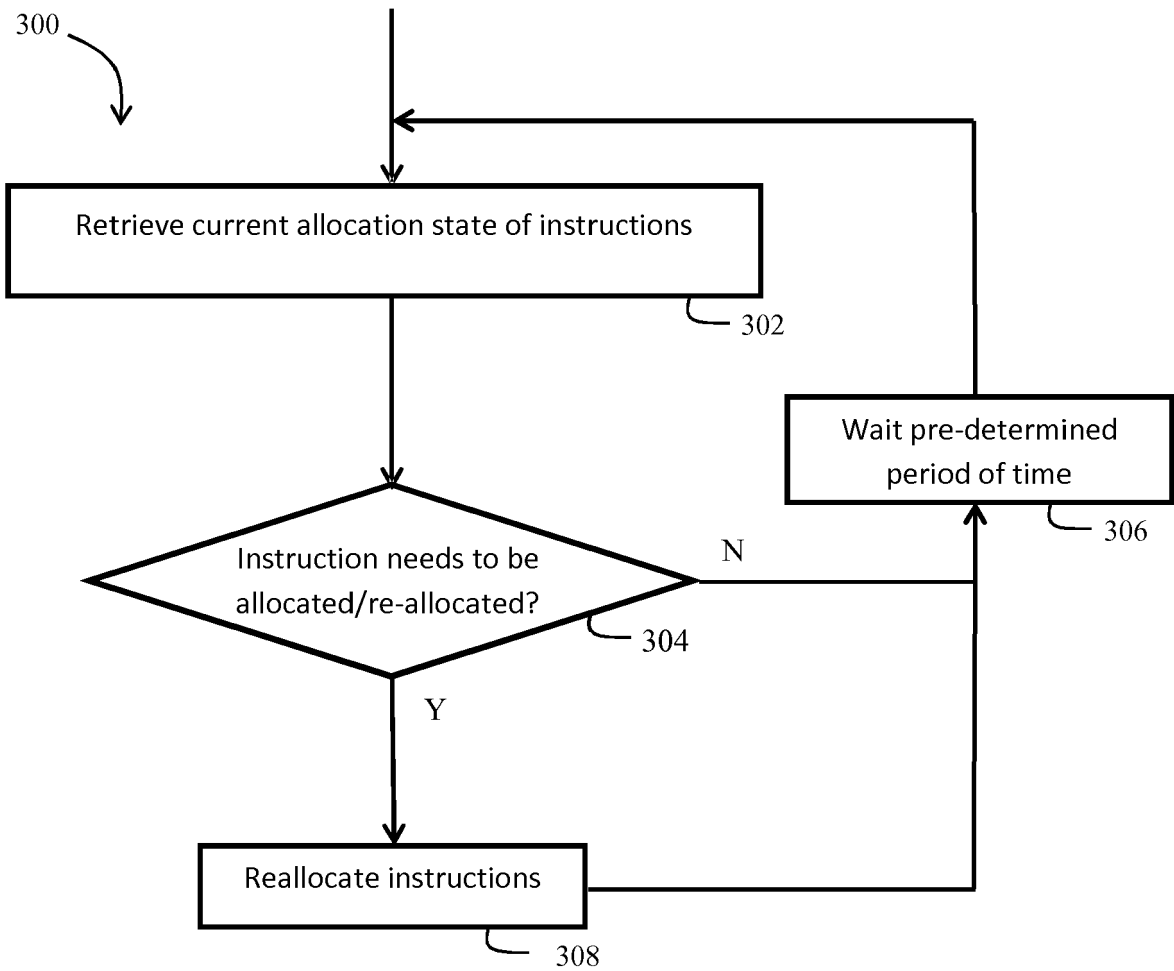 300
Retrieve current allocation state of instructions
302
Wait pre-determined
period of time
306
Instruction needs to be
allocated/re-allocated?
N
304
Y
Reallocate instructions
308